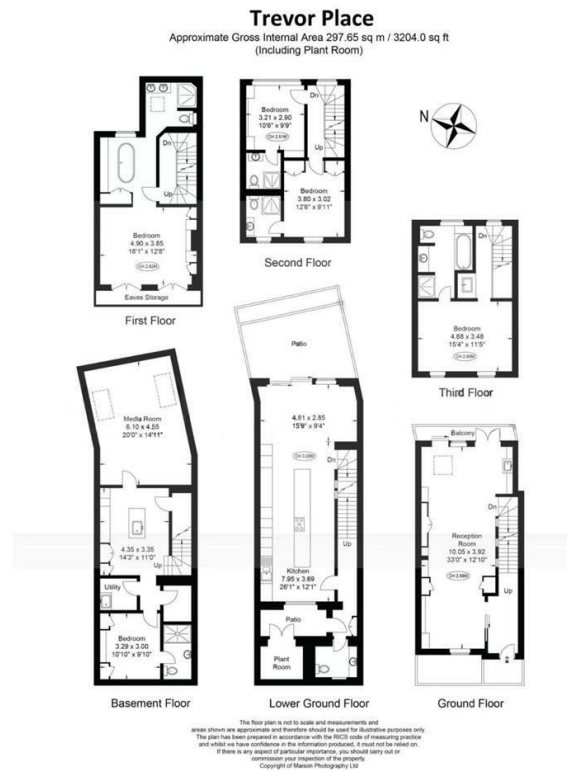 Trevor Place
Approximate Gross Internal Area 297.65 sq m / 3204.0 sq ft
(Including Plant Room)
N
Dn
Up
Bedroom
4.90 x 3.85
16'1" x 12'8"
CH 2.62M
Eaves Storage
First Floor
Bedroom
3.21 x 2.90
10'6" x 9'9"
Dn
Up
Bedroom
3.80 x 3.02
12'6" x 9'11"
Second Floor
Dn
Bedroom
4.68 x 3.48
15'4" x 11'5"
Third Floor
Media Room
6.10 x 4.55
20'0" x 14'11"
4.35 x 3.35
14'3" x 11'0"
Up
Utility
Bedroom
3.29 x 3.00
10'10" x 9'10"
Basement Floor
Patio
4.81 x 2.85
15'9" x 9'4"
Dn
Up
Kitchen
7.95 x 3.69
26'1" x 12'1"
Patio
Plant
Room
Lower Ground Floor
Balcony
Dn
Reception
Room
10.05 x 3.92
33'0" x 12'10"
Up
Ground Floor
The floor plan is not to scale and measurements and
areas shown are approximate and therefore should be used for illustrative purposes only.
The plan has been prepared in accordance with the RICS code of measuring practice
and whilst we have confidence in the information produced, it must not be relied on.
If there is any aspect of particular importance, you should carry out or
commission your inspection of the property.
Copyright of Maison Photography Ltd